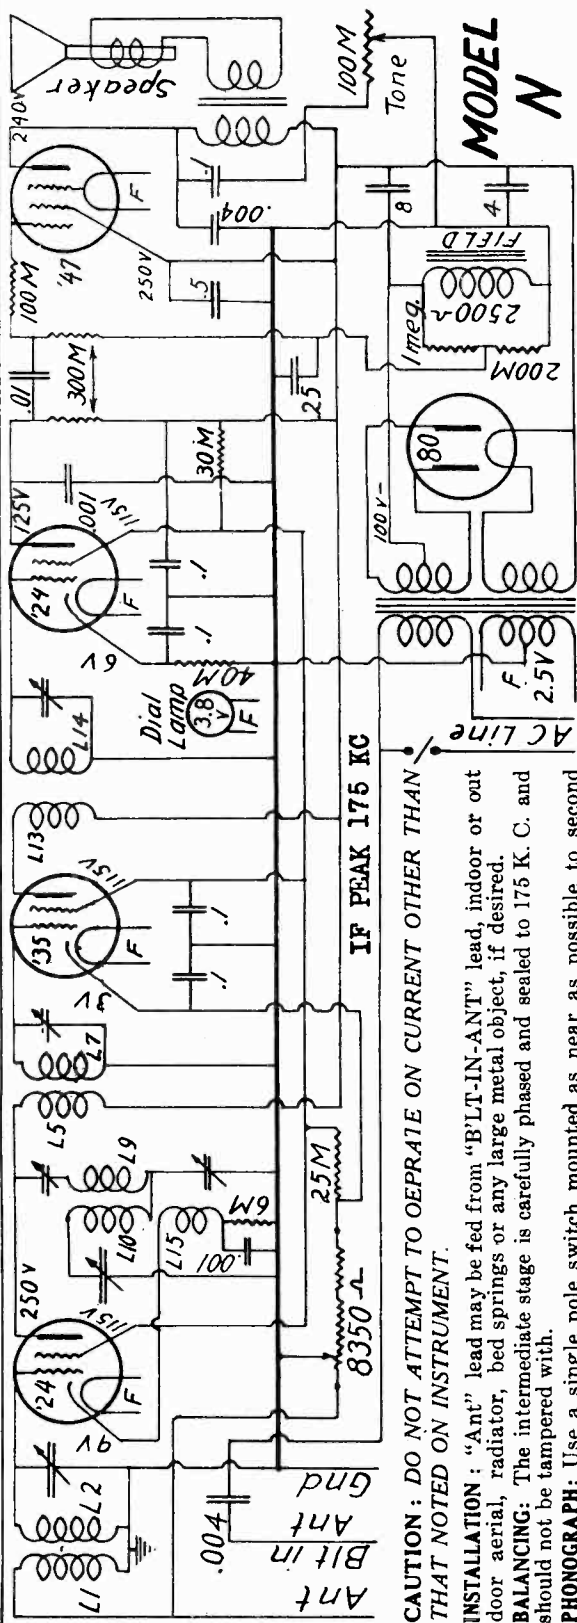 '24
250V
115V
9V
F
L1
L2
L10
L9
L15
.001
6M
L5
L7
'35
3V
115V
F
.1
.1
L13
L14
'24
125V
6V
115V
F
.001
.1
.1
40M
30M
Dial
Lamp
3.8
V
F
.01
300M
100M
'47
240V
250V
F
.5
.25
.004
.1
Speaker
100M
Tone
Ant
Blt in
Ant
Gnd
.004
8350Ω
25M
IF PEAK 175 KC
AC Line
F
2.5V
100V-
80
1 meg.
200M
2500Ω
FIELD
8
4
MODEL
N
CAUTION: DO NOT ATTEMPT TO OEPRATE ON CURRENT OTHER THAN
THAT NOTED ON INSTRUMENT.
INSTALLATION: "Ant" lead may be fed from "B'LT-IN-ANT" lead, indoor or out
door aerial, radiator, bed springs or any large metal object, if desired.
BALANCING: The intermediate stage is carefully phased and sealed to 175 K. C. and
should not be tampered with.
PHONOGRAPH: Use a single pole switch mounted as near as possible to second